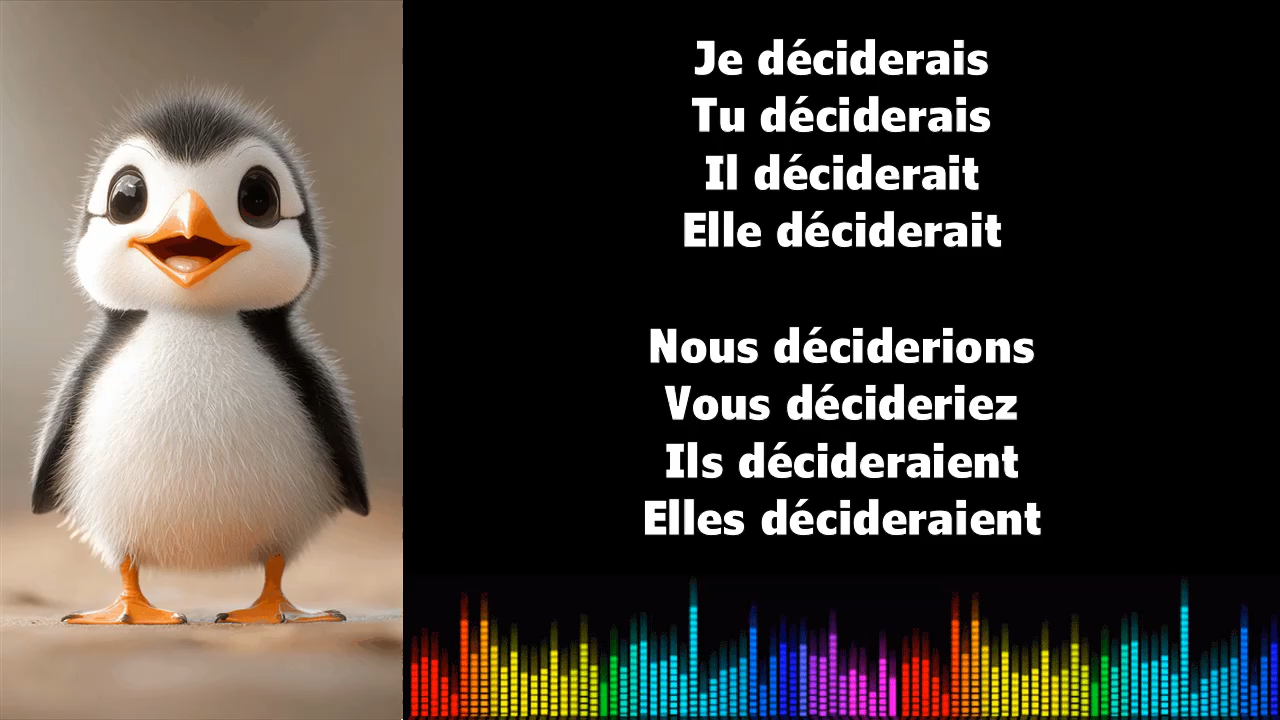 Je déciderais
Tu déciderais
Il déciderait
Elle déciderait
Nous déciderions
Vous décideriez
Ils décideraient
Elles décideraient